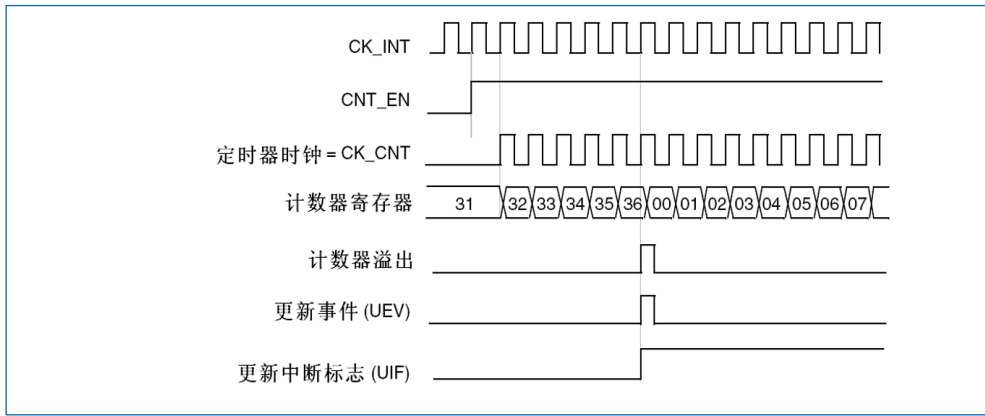 CK_INT
CNT_EN
定时器时钟 = CK_CNT
计数器寄存器 31 32 33 34 35 36 00 01 02 03 04 05 06 07
计数器溢出
更新事件 (UEV)
更新中断标志 (UIF)